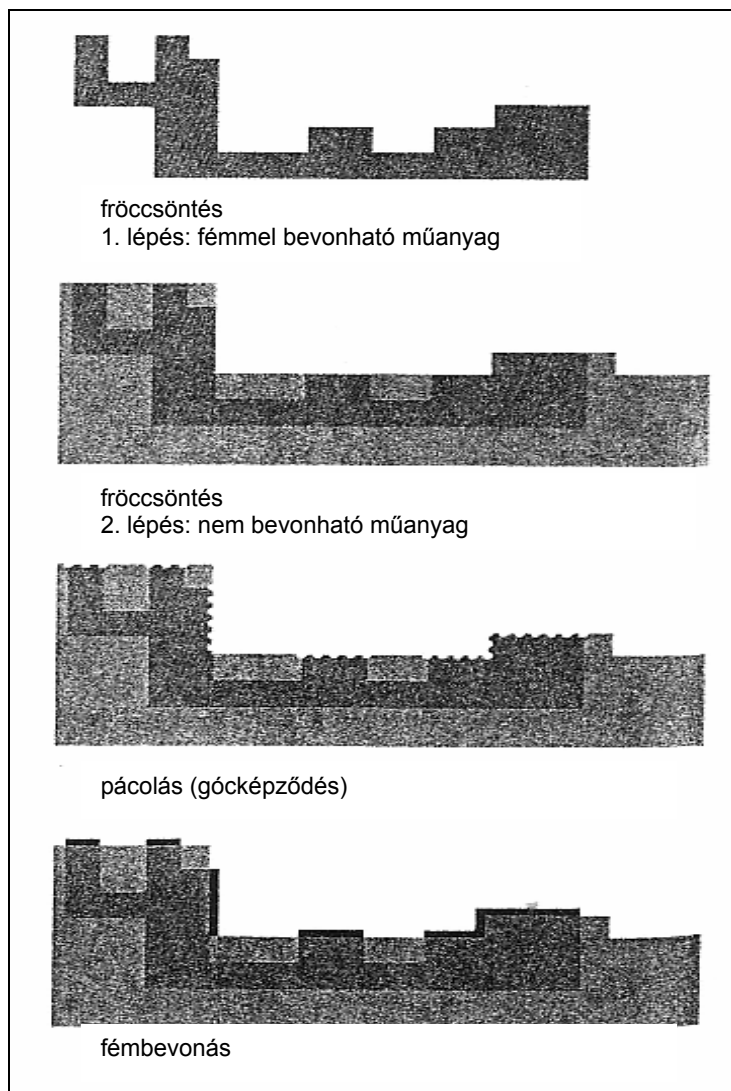 fröccsöntés
1. lépés: fémmel bevonható műanyag
fröccsöntés
2. lépés: nem bevonható műanyag
pácolás (gócképződés)
fémbevonás